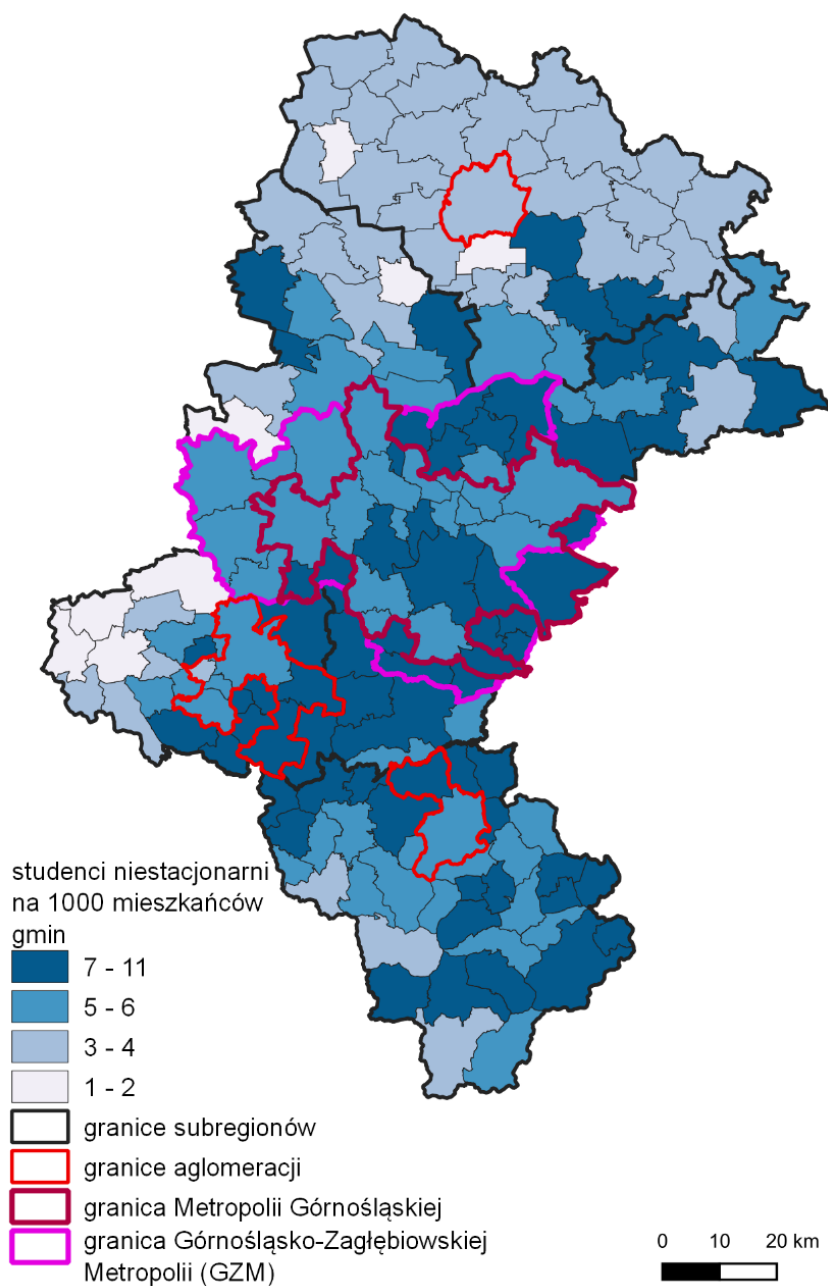 studenci niestacjonarni
na 1000 mieszkańców
gmin
7 - 11
5 - 6
3 - 4
1 - 2
granice subregionów
granice aglomeracji
granica Metropolii Górnośląskiej
granica Górnośląsko-Zagłębiowskiej
Metropolii (GZM)
0 10 20 km